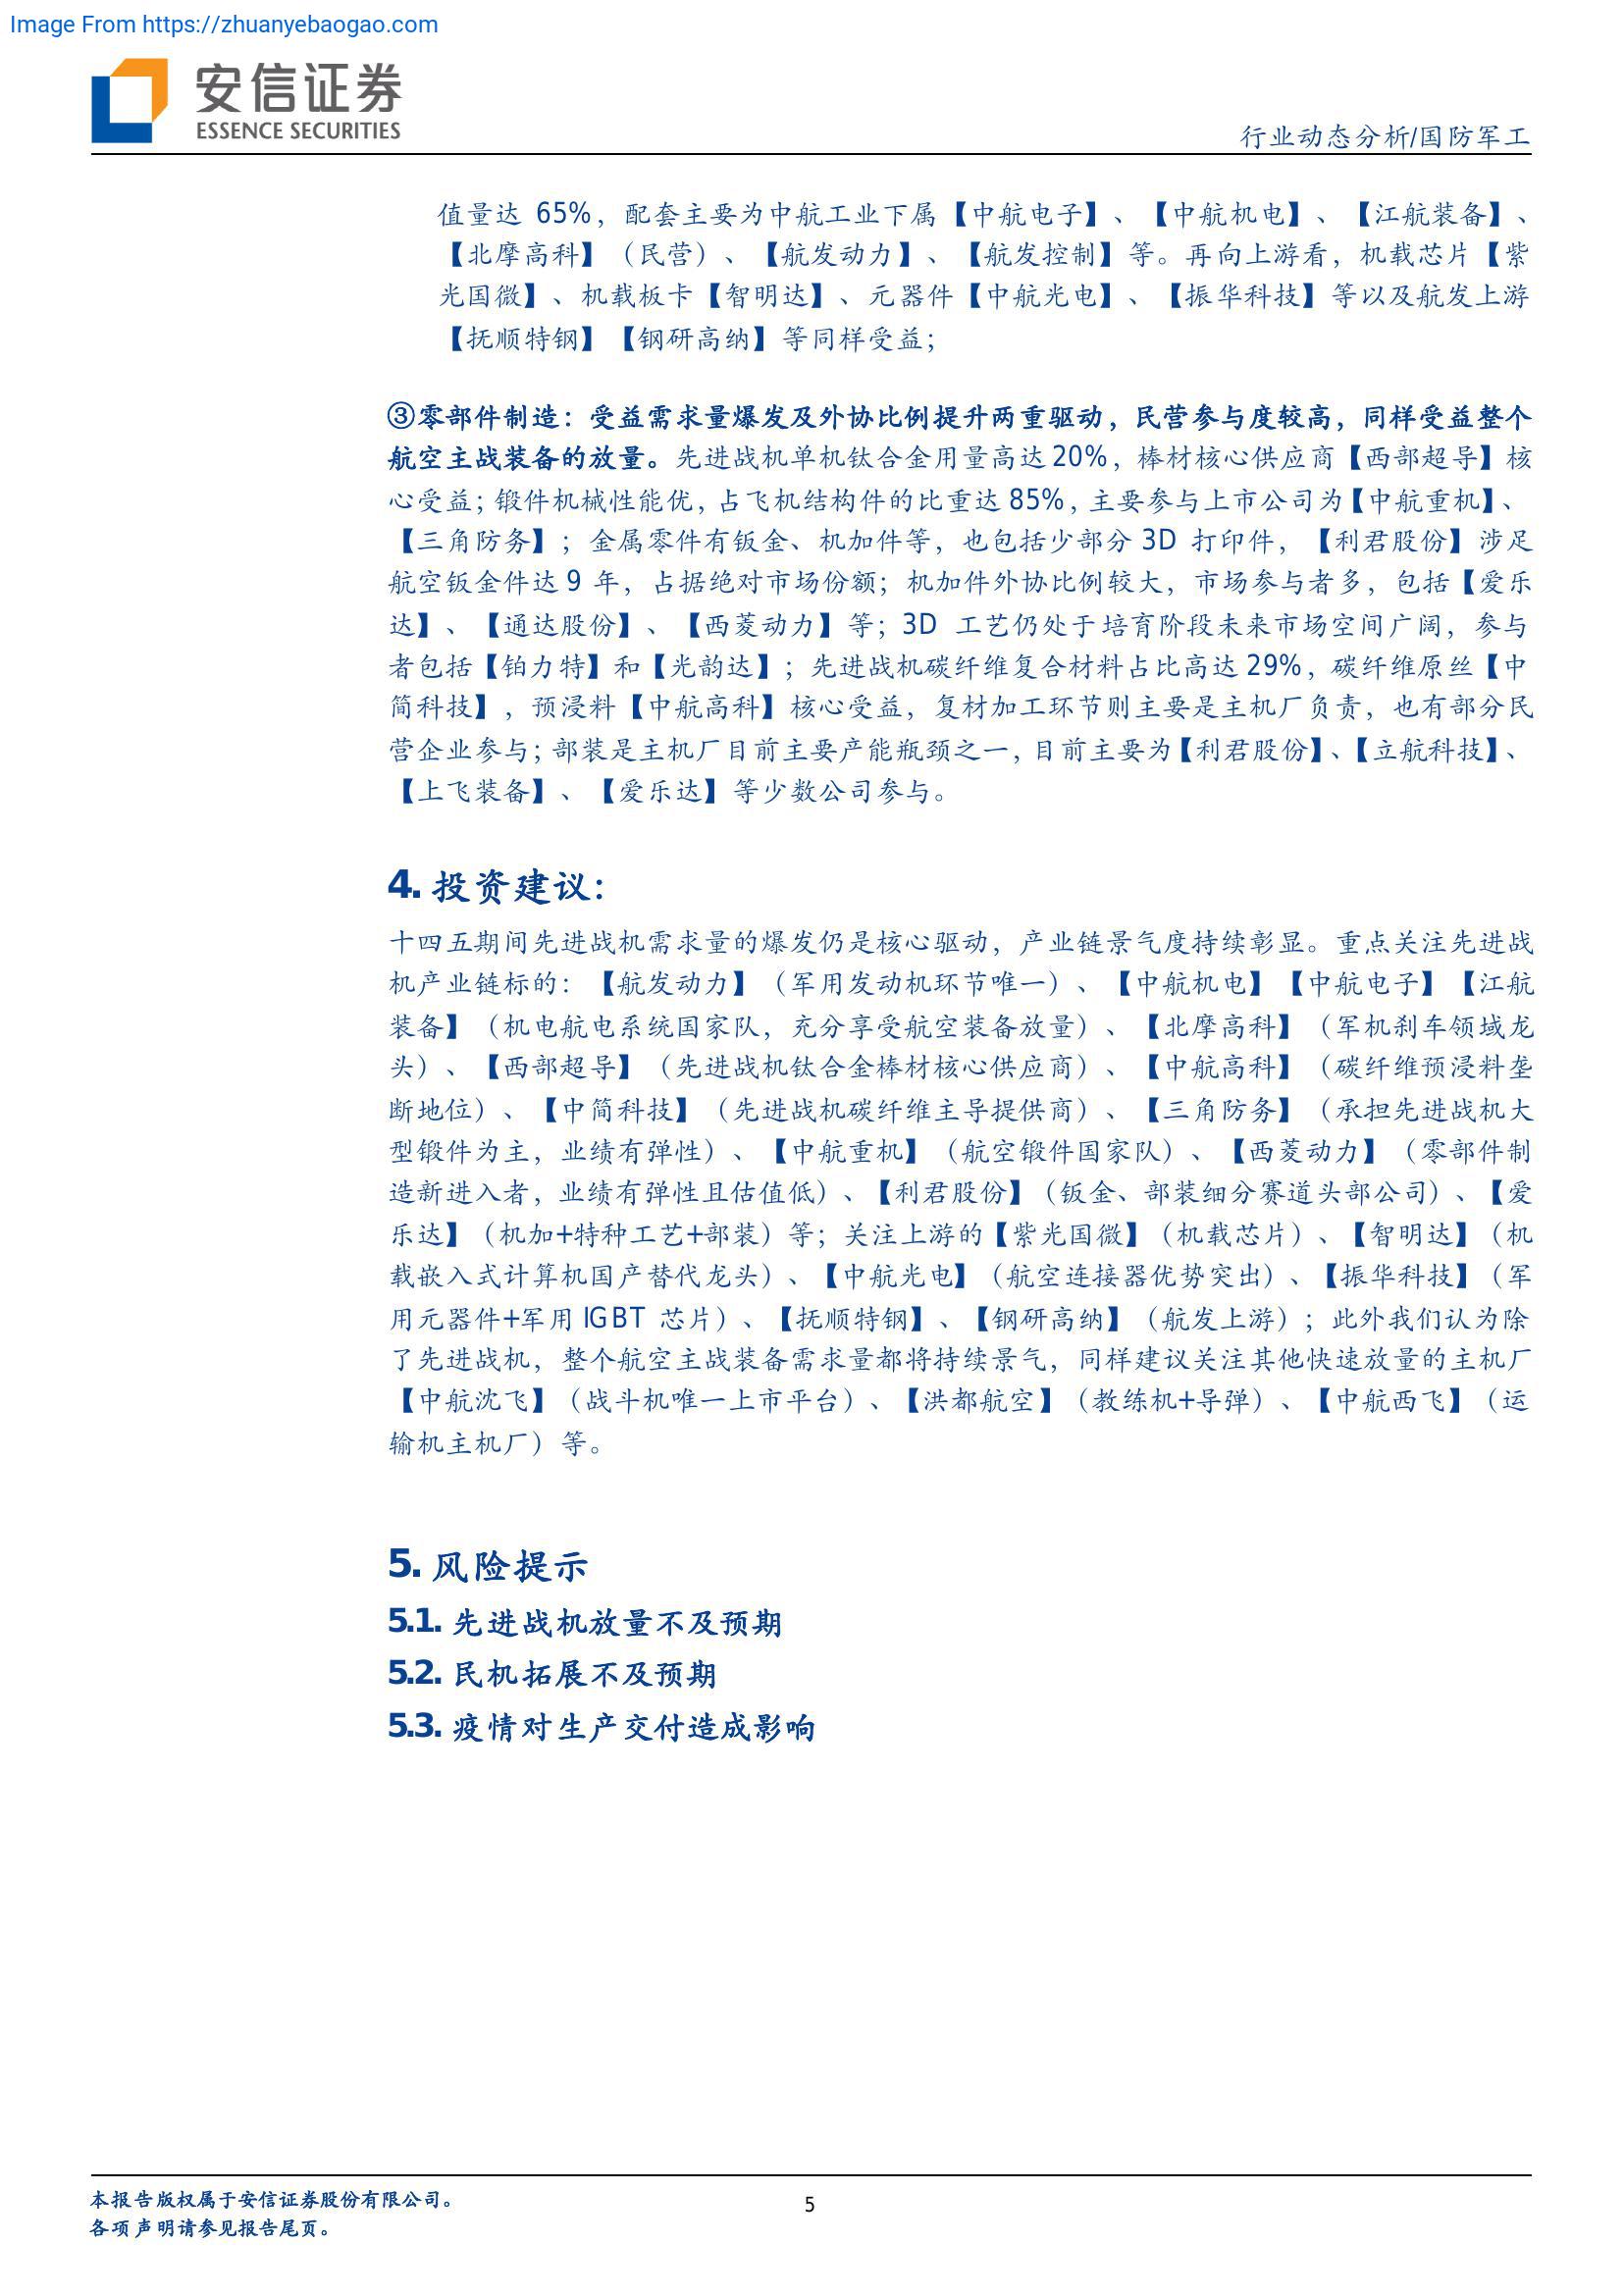 Image From https://zhuanyebaogao.com
安信证券
ESSENCE SECURITIES
行业动态分析/国防军工
值量达 65%，配套主要为中航工业下属【中航电子】、【中航机电】、【江航装备】、
【北摩高科】（民营）、【航发动力】、【航发控制】等。再向上游看，机载芯片【紫
光国微】、机载板卡【智明达】、元器件【中航光电】、【振华科技】等以及航发上游
【抚顺特钢】【钢研高纳】等同样受益；
③零部件制造：受益需求量爆发及外协比例提升两重驱动，民营参与度较高，同样受益整个
航空主战装备的放量。先进战机单机钛合金用量高达 20%，棒材核心供应商【西部超导】核
心受益；锻件机械性能优，占飞机结构件的比重达 85%，主要参与上市公司为【中航重机】、
【三角防务】；金属零件有钣金、机加件等，也包括少部分 3D 打印件，【利君股份】涉足
航空钣金件达 9 年，占据绝对市场份额；机加件外协比例较大，市场参与者多，包括【爱乐
达】、【通达股份】、【西菱动力】等；3D 工艺仍处于培育阶段未来市场空间广阔，参与
者包括【铂力特】和【光韵达】；先进战机碳纤维复合材料占比高达 29%，碳纤维原丝【中
简科技】，预浸料【中航高科】核心受益，复材加工环节则主要是主机厂负责，也有部分民
营企业参与；部装是主机厂目前主要产能瓶颈之一，目前主要为【利君股份】、【立航科技】、
【上飞装备】、【爱乐达】等少数公司参与。
4. 投资建议：
十四五期间先进战机需求量的爆发仍是核心驱动，产业链景气度持续彰显。重点关注先进战
机产业链标的：【航发动力】（军用发动机环节唯一）、【中航机电】【中航电子】【江航
装备】（机电航电系统国家队，充分享受航空装备放量）、【北摩高科】（军机刹车领域龙
头）、【西部超导】（先进战机钛合金棒材核心供应商）、【中航高科】（碳纤维预浸料垄
断地位）、【中简科技】（先进战机碳纤维主导提供商）、【三角防务】（承担先进战机大
型锻件为主，业绩有弹性）、【中航重机】（航空锻件国家队）、【西菱动力】（零部件制
造新进入者，业绩有弹性且估值低）、【利君股份】（钣金、部装细分赛道头部公司）、【爱
乐达】（机加+特种工艺+部装）等；关注上游的【紫光国微】（机载芯片）、【智明达】（机
载嵌入式计算机国产替代龙头）、【中航光电】（航空连接器优势突出）、【振华科技】（军
用元器件+军用 IGBT 芯片）、【抚顺特钢】、【钢研高纳】（航发上游）；此外我们认为除
了先进战机，整个航空主战装备需求量都将持续景气，同样建议关注其他快速放量的主机厂
【中航沈飞】（战斗机唯一上市平台）、【洪都航空】（教练机+导弹）、【中航西飞】（运
输机主机厂）等。
5. 风险提示
5.1. 先进战机放量不及预期
5.2. 民机拓展不及预期
5.3. 疫情对生产交付造成影响
本报告版权属于安信证券股份有限公司。
各项声明请参见报告尾页。
5